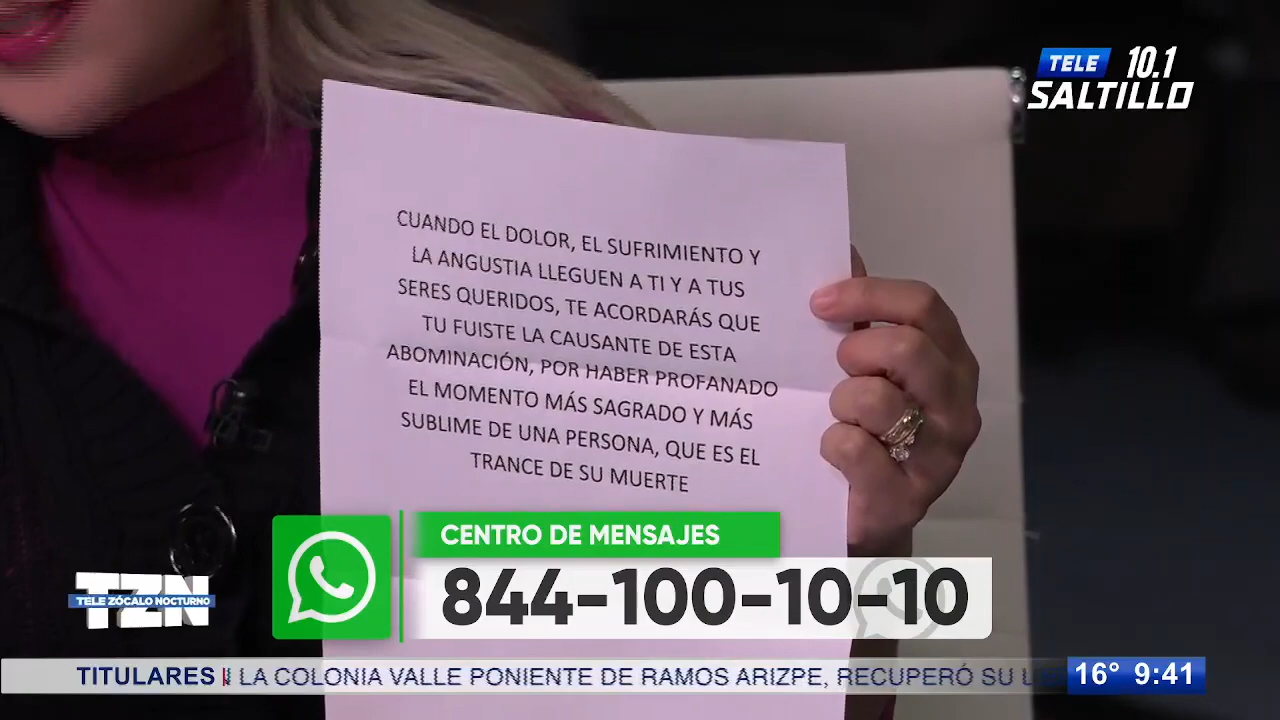 TELE 10.1
SALTILLO
CUANDO EL DOLOR, EL SUFRIMIENTO Y
LA ANGUSTIA LLEGUEN A TI Y A TUS
SERES QUERIDOS, TE ACORDARÁS QUE
TU FUISTE LA CAUSANTE DE ESTA
ABOMINACIÓN, POR HABER PROFANADO
EL MOMENTO MÁS SAGRADO Y MÁS
SUBLIME DE UNA PERSONA, QUE ES EL
TRANCE DE SU MUERTE
CENTRO DE MENSAJES
844-100-10-10
TZN
TELE ZÓCALO NOCTURNO
TITULARES LA COLONIA VALLE PONIENTE DE RAMOS ARIZPE, RECUPERÓ SU 16° 9:41